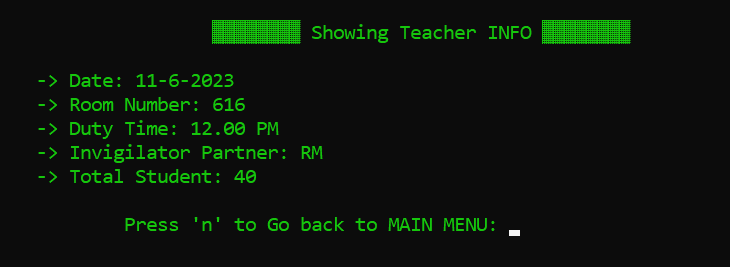 Showing Teacher INFO
-> Date: 11-6-2023
-> Room Number: 616
-> Duty Time: 12.00 PM
-> Invigilator Partner: RM
-> Total Student: 40
Press 'n' to Go back to MAIN MENU: